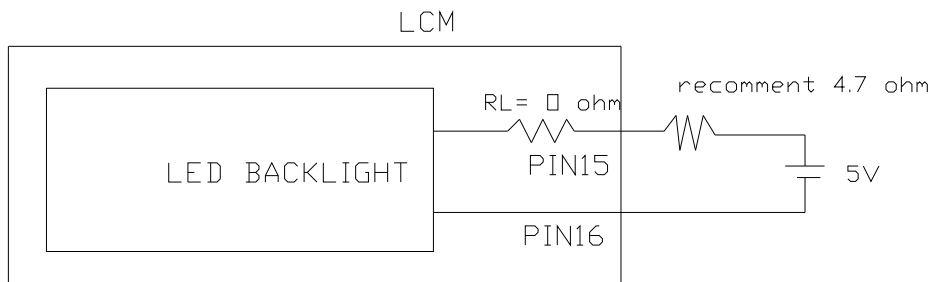 LCM
recomment 4.7 ohm
RL= 0 ohm
LED BACKLIGHT
PIN15
5V
PIN16